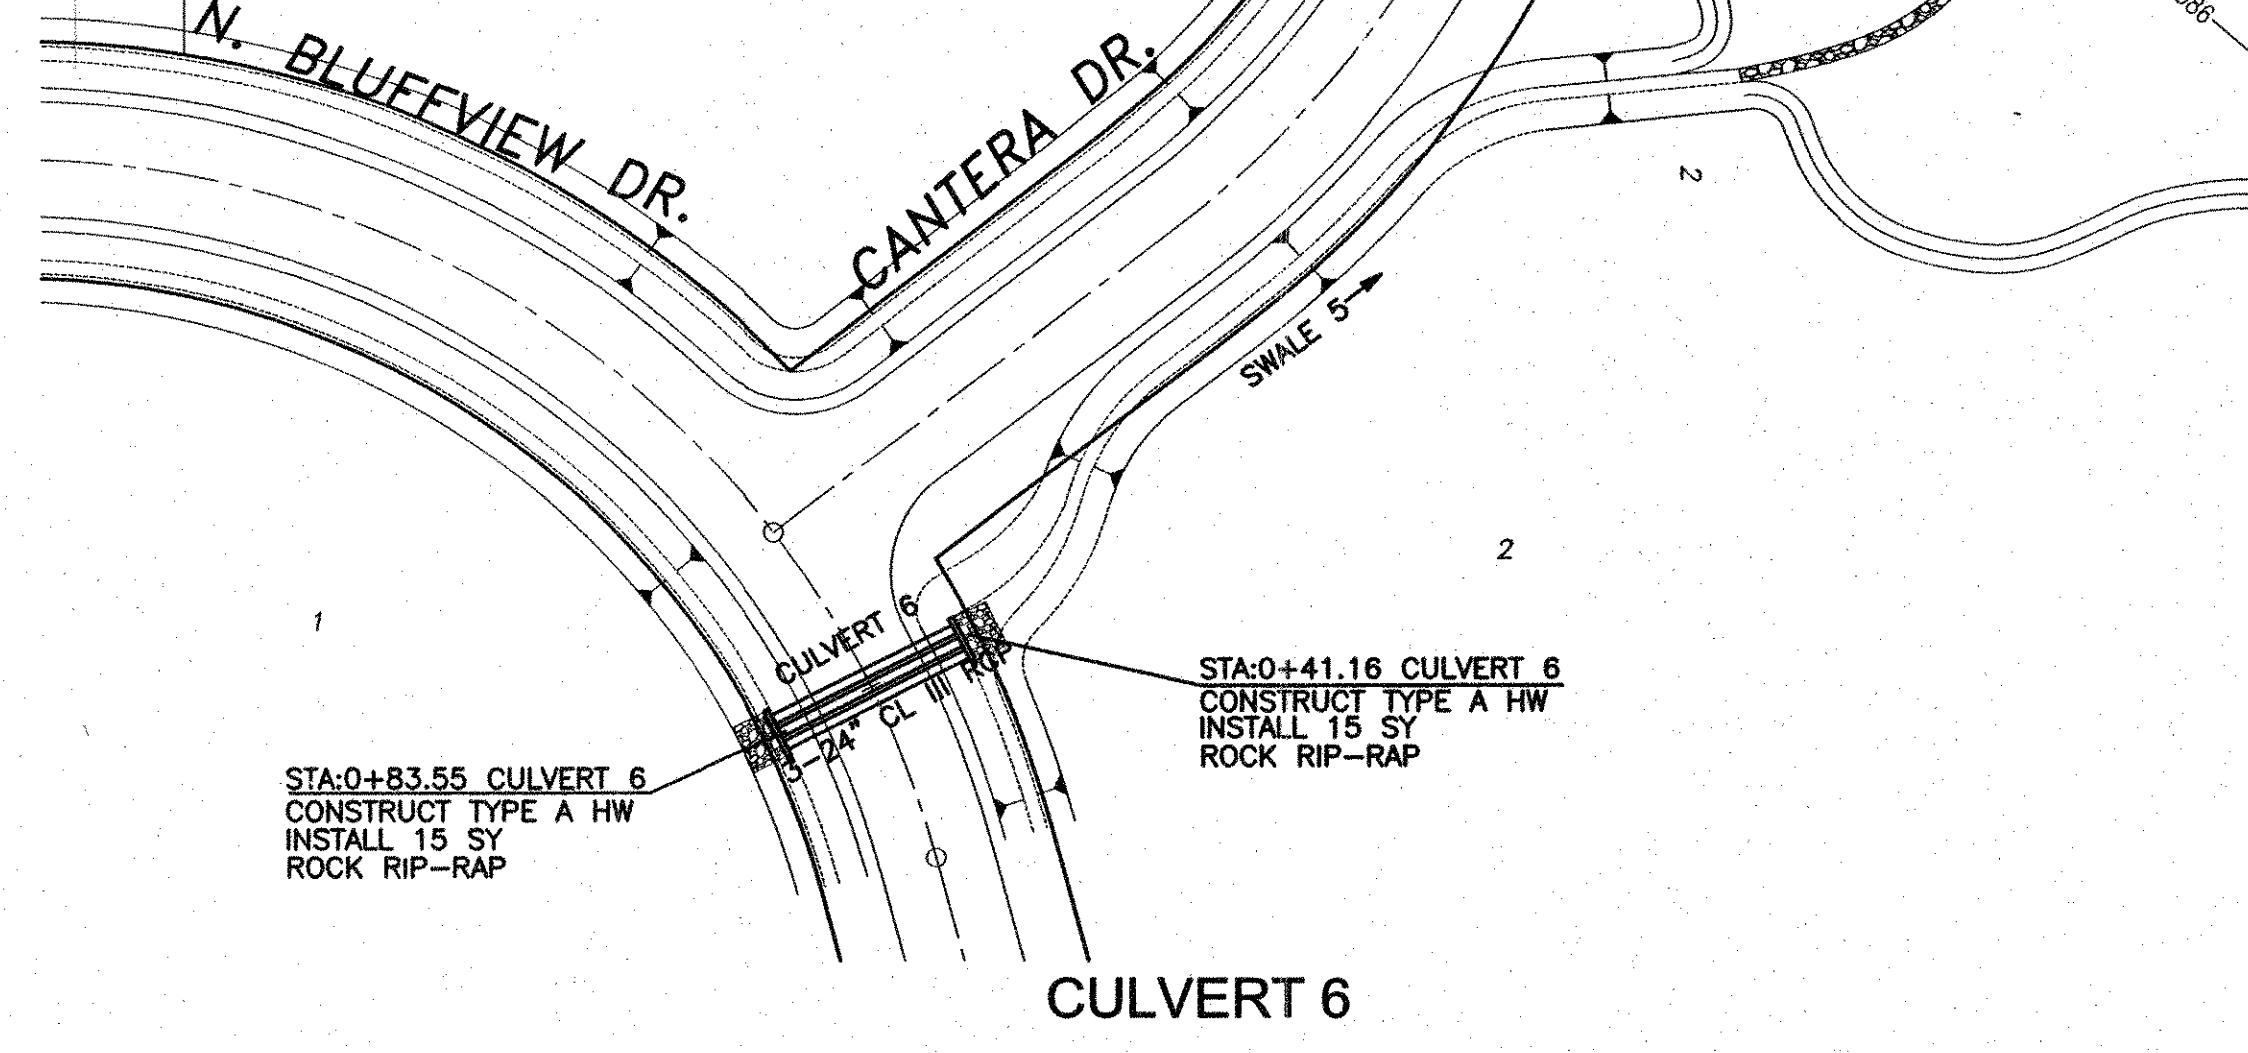 086
N. BLUFFVIEW DR.
CANTERA DR.
2
SWALE 5
2
1
CULVERT 6
3-24" CL III RCP
STA:0+41.16 CULVERT 6
CONSTRUCT TYPE A HW
INSTALL 15 SY
ROCK RIP-RAP
STA:0+83.55 CULVERT 6
CONSTRUCT TYPE A HW
INSTALL 15 SY
ROCK RIP-RAP
CULVERT 6